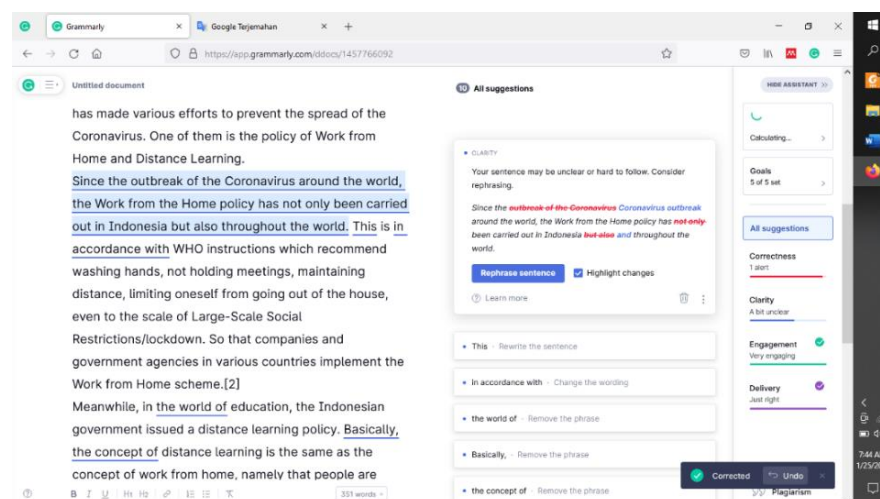 Grammarly
Google Terjemahan
https://app.grammarly.com/ddocs/1457766092
Untitled document
has made various efforts to prevent the spread of the
Coronavirus. One of them is the policy of Work from
Home and Distance Learning.
Since the outbreak of the Coronavirus around the world,
the Work from the Home policy has not only been carried
out in Indonesia but also throughout the world. This is in
accordance with WHO instructions which recommend
washing hands, not holding meetings, maintaining
distance, limiting oneself from going out of the house,
even to the scale of Large-Scale Social
Restrictions/lockdown. So that companies and
government agencies in various countries implement the
Work from Home scheme.[2]
Meanwhile, in the world of education, the Indonesian
government issued a distance learning policy. Basically,
the concept of distance learning is the same as the
concept of work from home, namely that people are
B I U H1 H2
351 words
10 All suggestions
CLARITY
Your sentence may be unclear or hard to follow. Consider
rephrasing.
Since the outbreak of the Coronavirus Coronavirus outbreak
around the world, the Work from the Home policy has not only
been carried out in Indonesia but also and throughout the
world.
Rephrase sentence
Highlight changes
Learn more
This · Rewrite the sentence
in accordance with · Change the wording
the world of · Remove the phrase
Basically, · Remove the phrase
the concept of · Remove the phrase
Corrected
Undo
HIDE ASSISTANT
Calculating...
Goals
5 of 5 set
All suggestions
Correctness
1 alert
Clarity
A bit unclear
Engagement
Very engaging
Delivery
Just right
Plagiarism
7:44 A